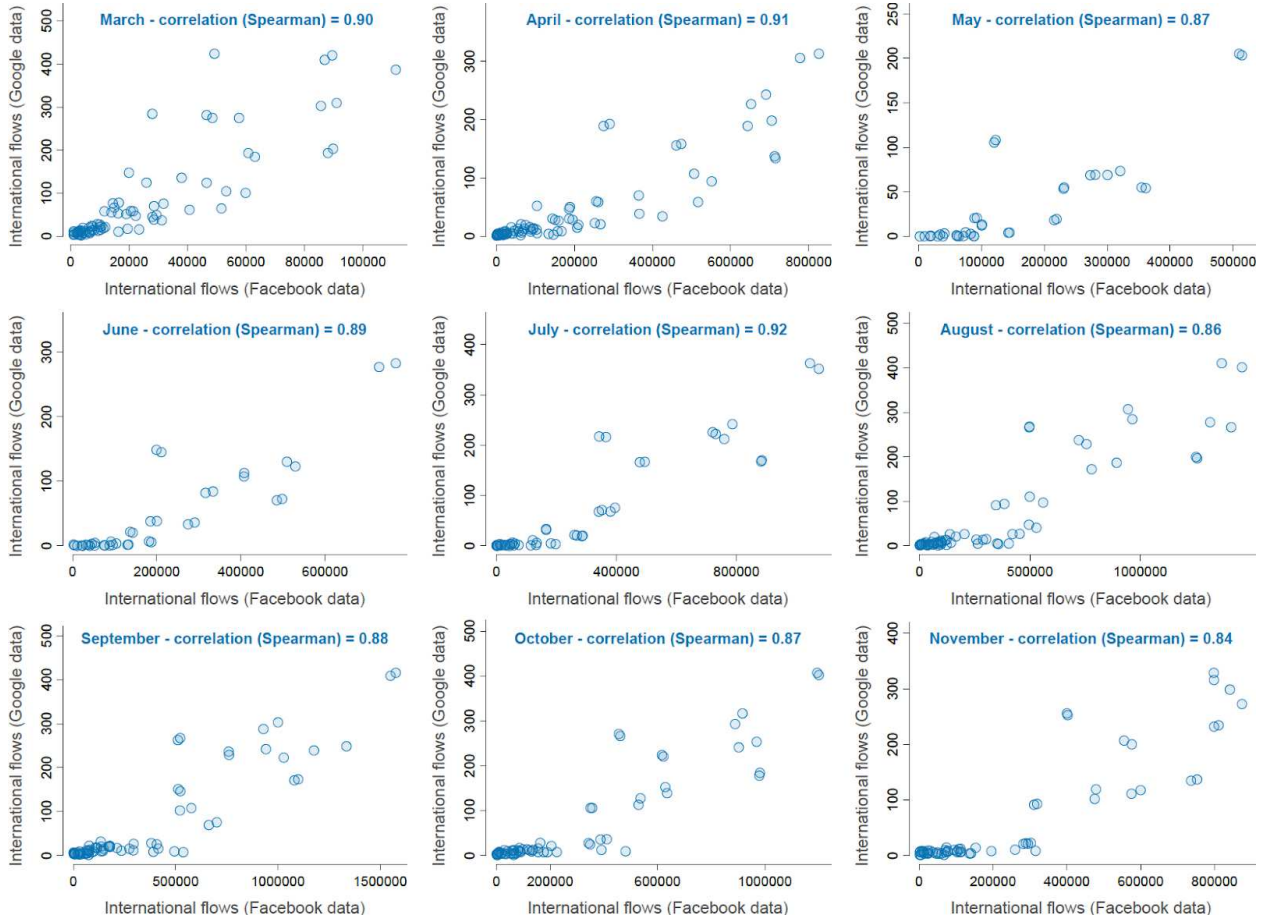 March - correlation (Spearman) = 0.90
International flows (Google data)
0 100 200 300 400 500
0 20000 40000 60000 80000 100000
International flows (Facebook data)
April - correlation (Spearman) = 0.91
International flows (Google data)
0 100 200 300
0 200000 400000 600000 800000
International flows (Facebook data)
May - correlation (Spearman) = 0.87
International flows (Google data)
0 50 100 150 200 250
0 100000 200000 300000 400000 500000
International flows (Facebook data)
June - correlation (Spearman) = 0.89
International flows (Google data)
0 100 200 300
0 200000 400000 600000
International flows (Facebook data)
July - correlation (Spearman) = 0.92
International flows (Google data)
0 100 200 300 400
0 400000 800000
International flows (Facebook data)
August - correlation (Spearman) = 0.86
International flows (Google data)
0 100 200 300 400 500
0 500000 1000000
International flows (Facebook data)
September - correlation (Spearman) = 0.88
International flows (Google data)
0 100 200 300 400 500
0 500000 1000000 1500000
International flows (Facebook data)
October - correlation (Spearman) = 0.87
International flows (Google data)
0 100 200 300 400 500
0 200000 600000 1000000
International flows (Facebook data)
November - correlation (Spearman) = 0.84
International flows (Google data)
0 100 200 300 400
0 200000 400000 600000 800000
International flows (Facebook data)